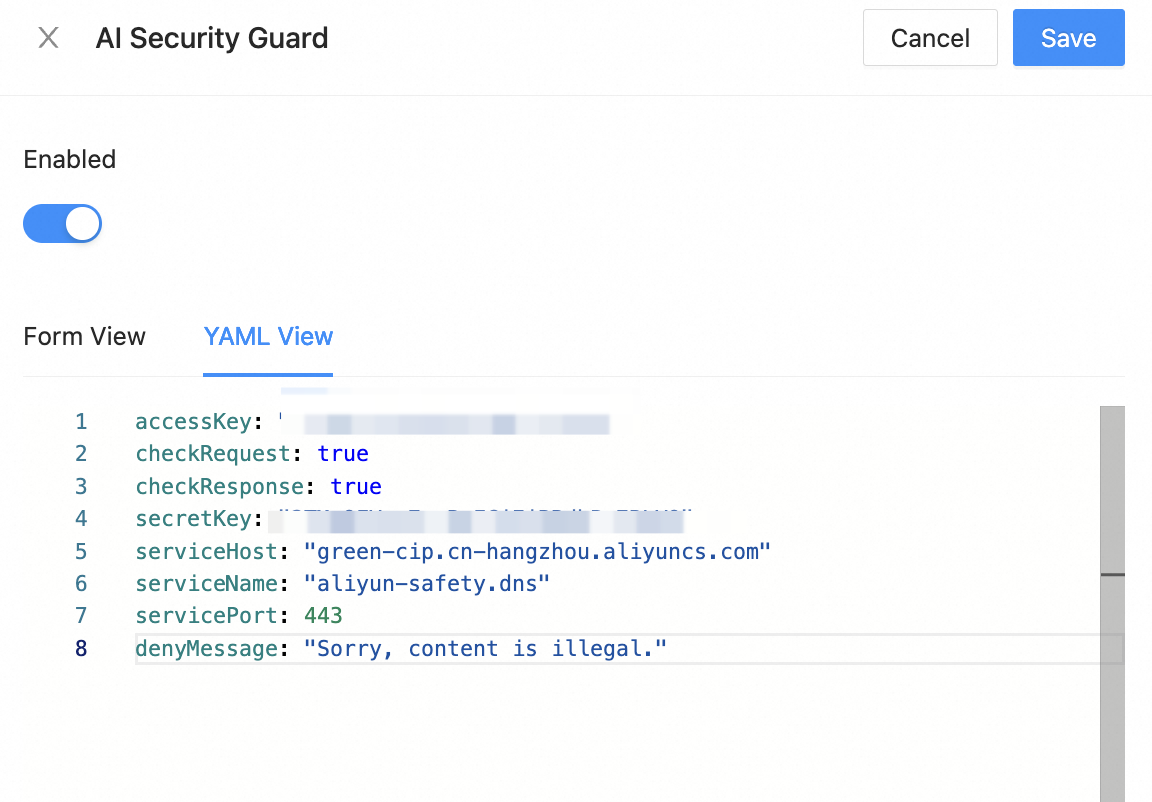 AI Security Guard
Cancel
Save
Enabled
Form View
YAML View
1 accessKey: '
2 checkRequest: true
3 checkResponse: true
4 secretKey:
5 serviceHost: "green-cip.cn-hangzhou.aliyuncs.com"
6 serviceName: "aliyun-safety.dns"
7 servicePort: 443
8 denyMessage: "Sorry, content is illegal."